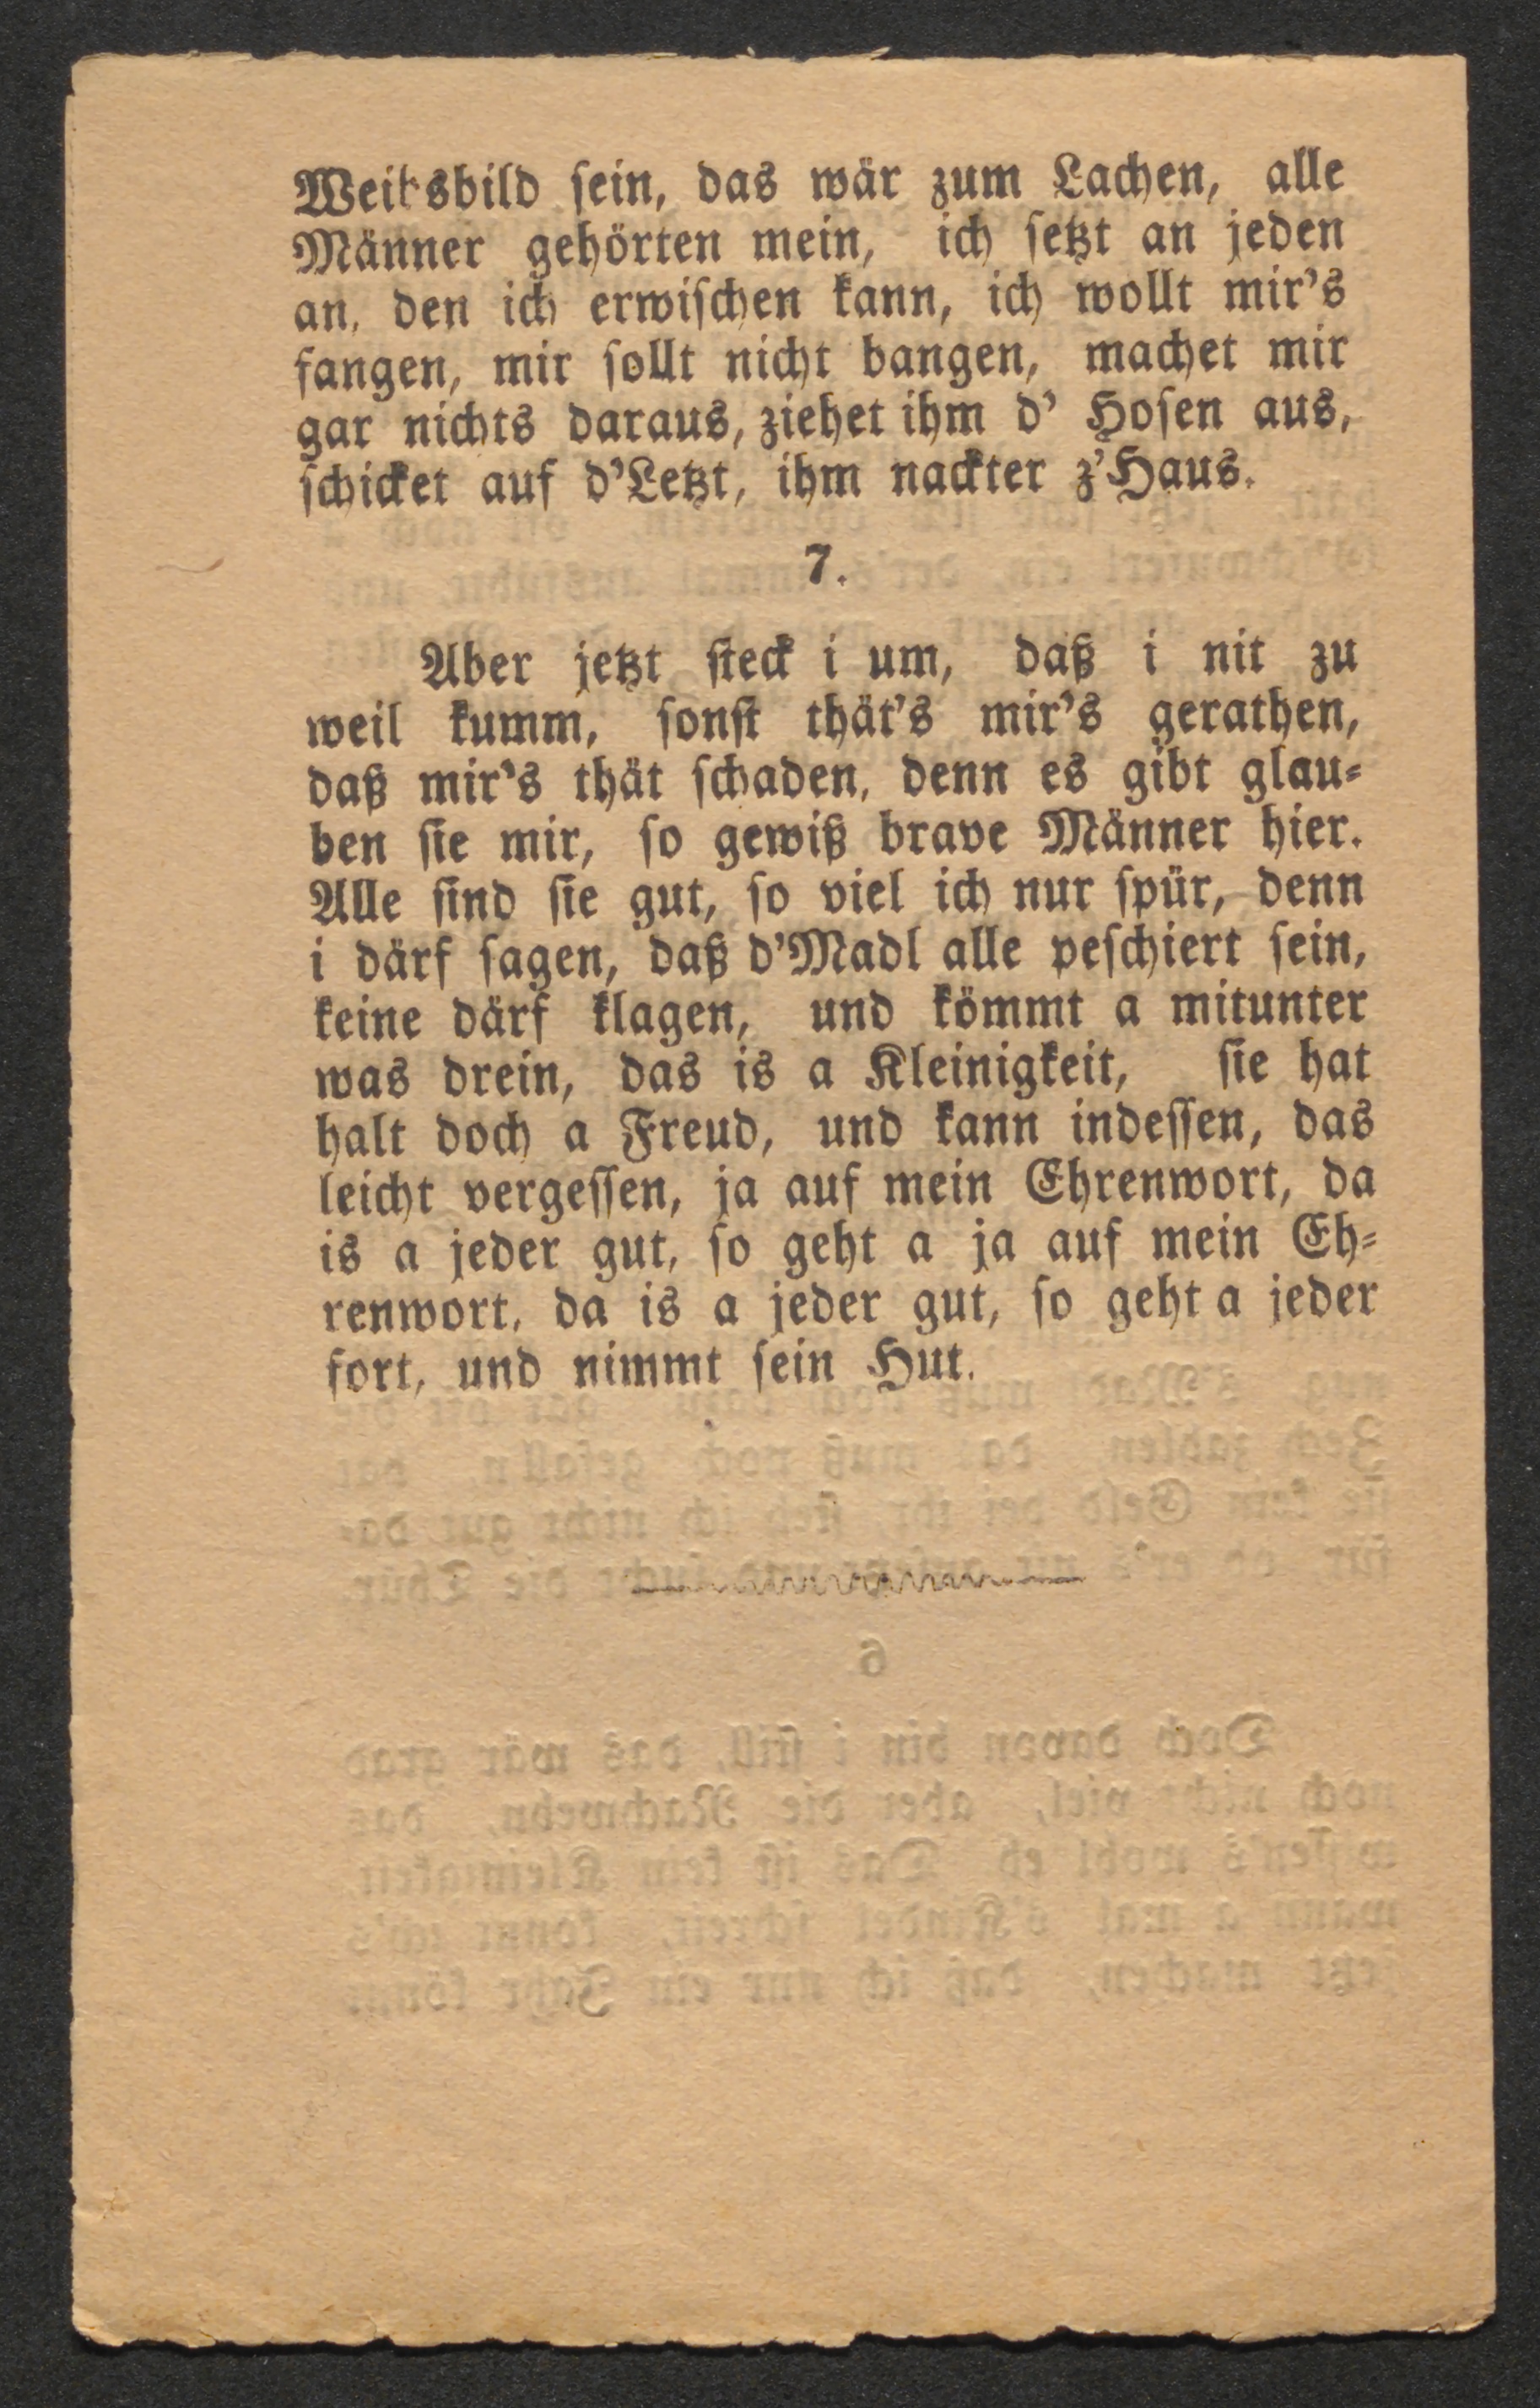 Weibsbild ſein, das wär zum Lachen, alle
Männer gehörten mein, ich ſetzt an jeden
an, den ich erwiſchen kann, ich wollt mir's
fangen, mir ſollt nicht bangen, machet mir
gar nichts daraus, ziehet ihm d' Hoſen aus,
ſchicket auf d'Letzt, ihm nackter z'Haus.
7.
Aber jetzt ſteck i um, daß i nit zu
weil kumm, ſonſt thät's mir's gerathen,
daß mir's thät ſchaden, denn es gibt glau⸗
ben ſie mir, ſo gewiß brave Männer hier.
Alle ſind ſie gut, ſo viel ich nur ſpür, denn
i därf ſagen, daß d'Madl alle peſchiert ſein,
keine därf klagen, und kömmt a mitunter
was drein, das is a Kleinigkeit, ſie hat
halt doch a Freud, und kann indeſſen, das
leicht vergeſſen, ja auf mein Ehrenwort, da
is a jeder gut, ſo geht a ja auf mein Eh⸗
renwort, da is a jeder gut, ſo geht a jeder
fort, und nimmt ſein Hut.